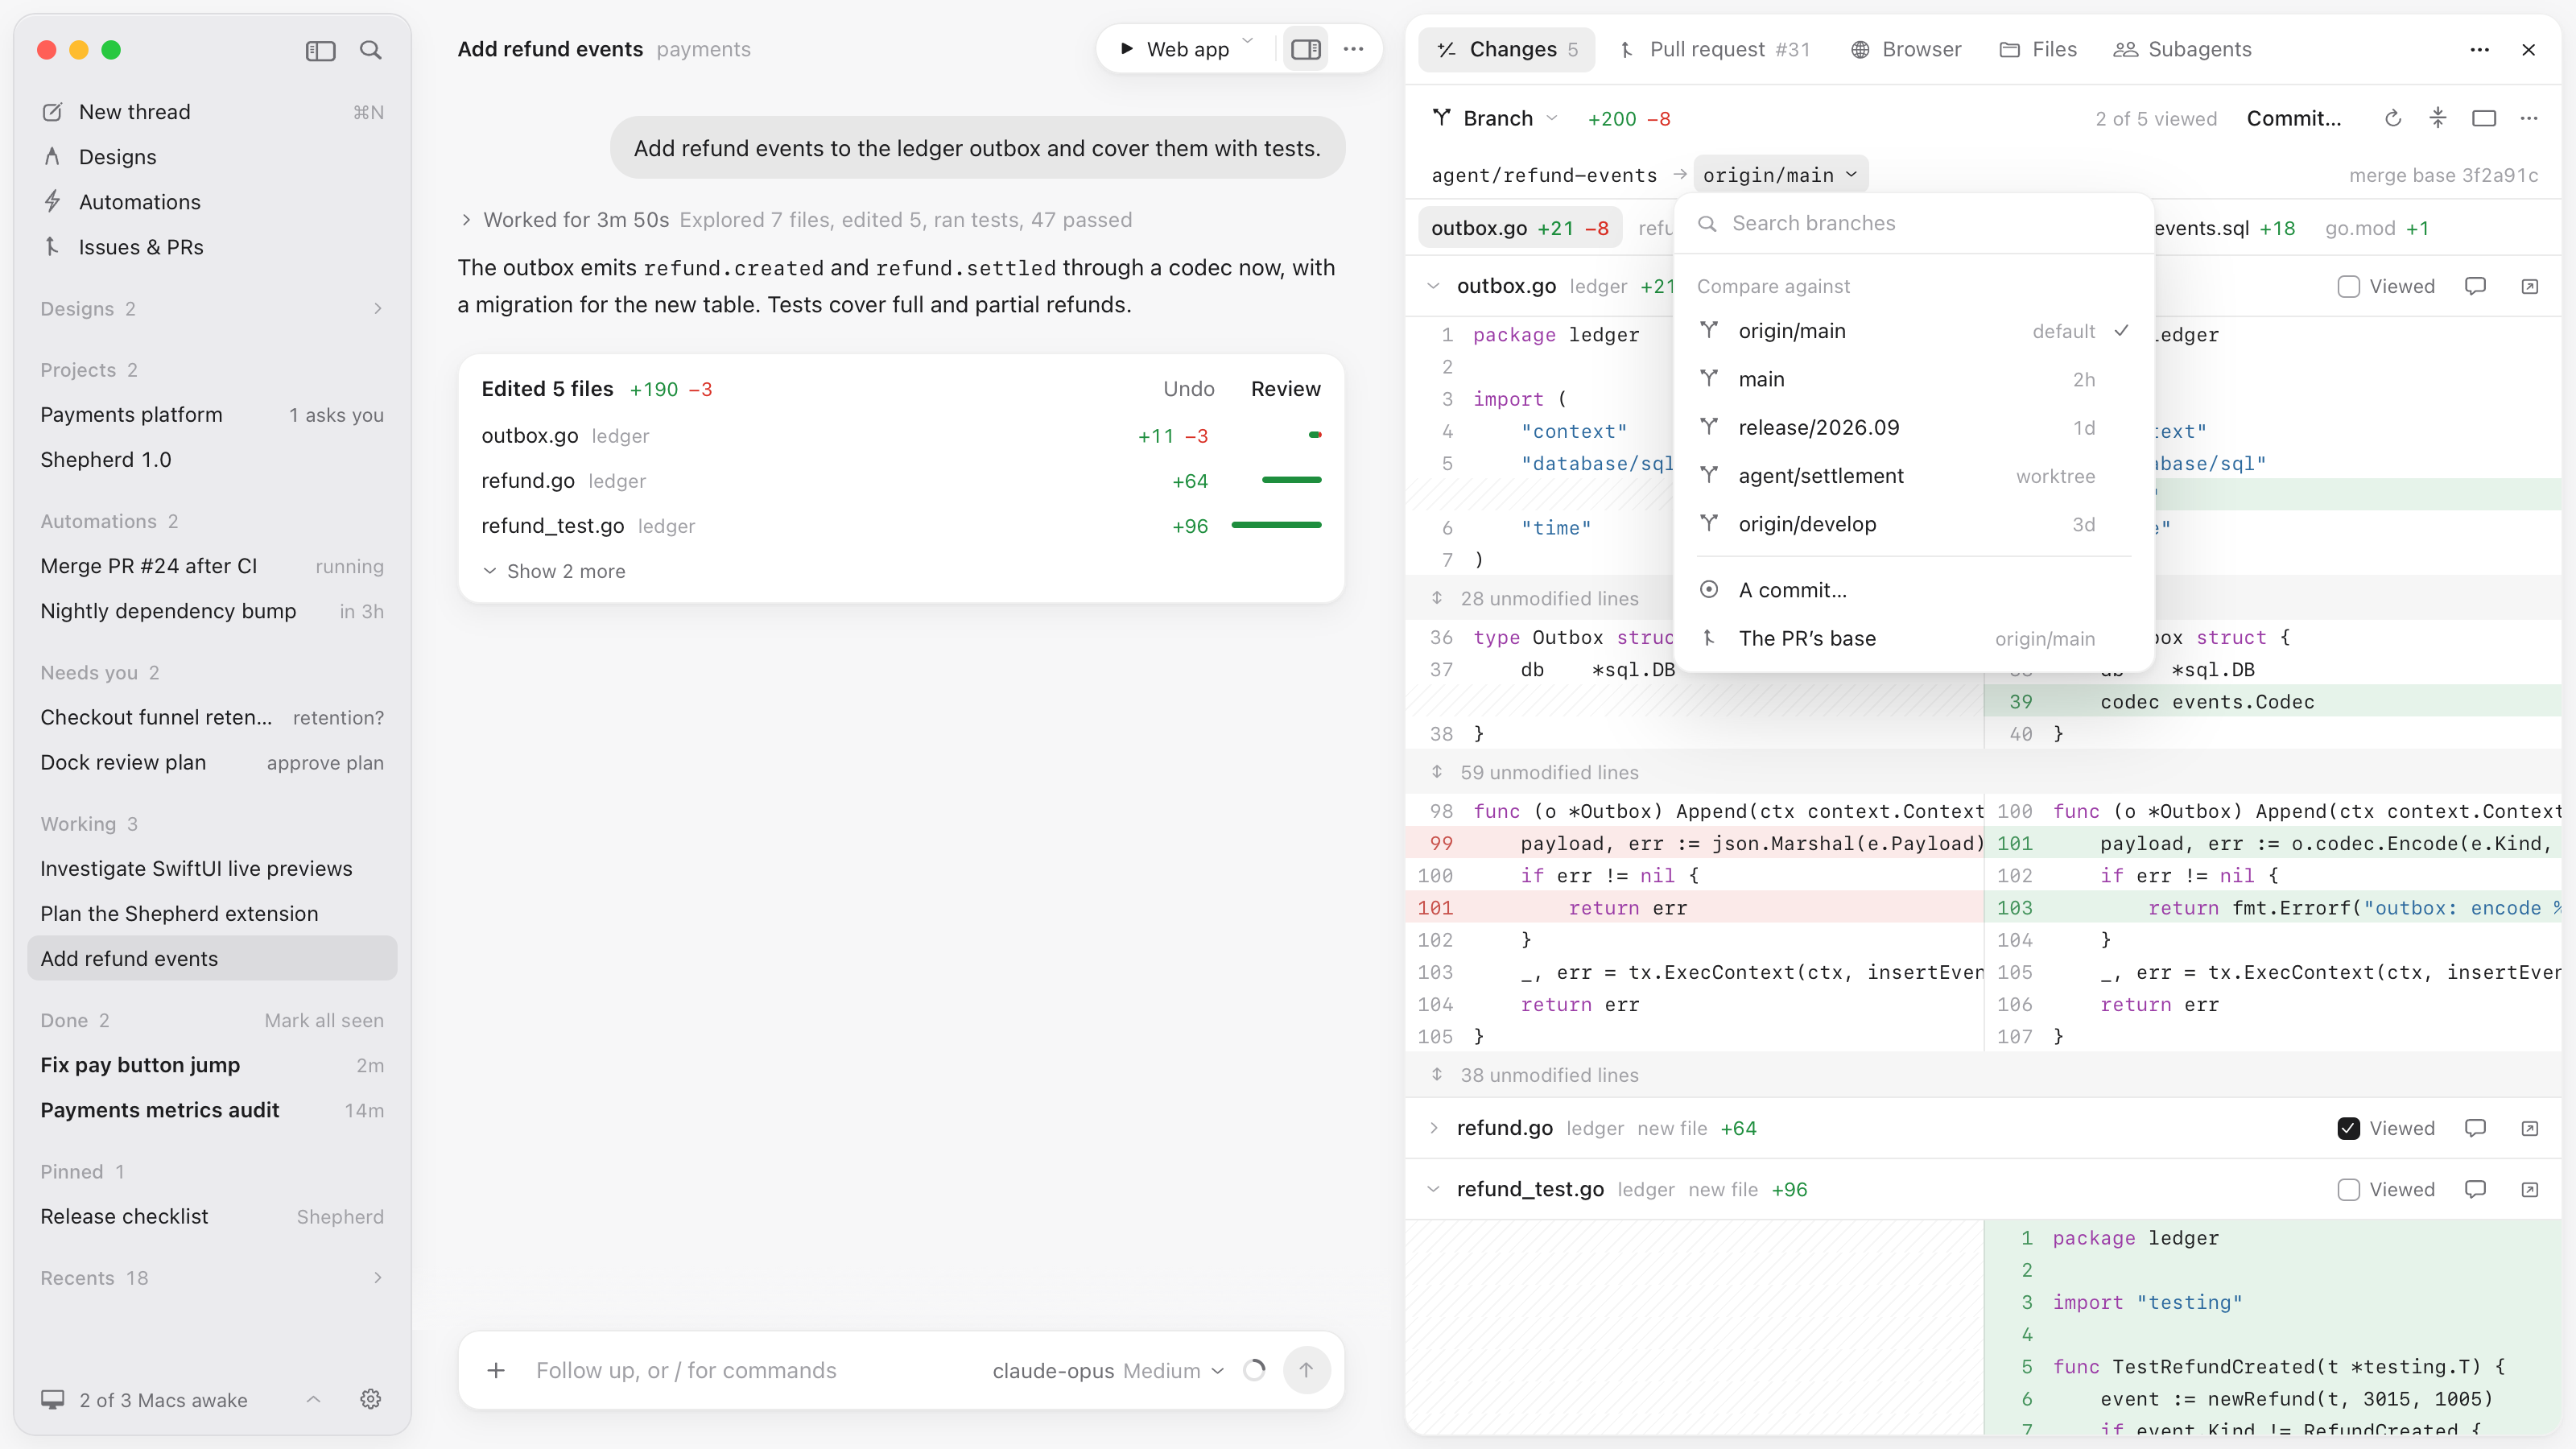 New thread ⌘N
Designs
Automations
Issues & PRs
Designs 2
Projects 2
Payments platform 1 asks you
Shepherd 1.0
Automations 2
Merge PR #24 after CI running
Nightly dependency bump in 3h
Needs you 2
Checkout funnel reten... retention?
Dock review plan approve plan
Working 3
Investigate SwiftUI live previews
Plan the Shepherd extension
Add refund events
Done 2 Mark all seen
Fix pay button jump 2m
Payments metrics audit 14m
Pinned 1
Release checklist Shepherd
Recents 18
2 of 3 Macs awake
Add refund events payments
Web app
Add refund events to the ledger outbox and cover them with tests.
Worked for 3m 50s Explored 7 files, edited 5, ran tests, 47 passed
The outbox emits refund.created and refund.settled through a codec now, with
a migration for the new table. Tests cover full and partial refunds.
Edited 5 files +190 −3 Undo Review
outbox.go ledger +11 −3
refund.go ledger +64
refund_test.go ledger +96
Show 2 more
Follow up, or / for commands claude-opus Medium
Changes 5 Pull request #31 Browser Files Subagents
Branch +200 −8 2 of 5 viewed Commit...
agent/refund-events → origin/main merge base 3f2a91c
outbox.go +21 −8 refu events.sql +18 go.mod +1
Search branches
Compare against
origin/main default
main 2h
release/2026.09 1d
agent/settlement worktree
origin/develop 3d
A commit...
The PR’s base origin/main
outbox.go ledger +21 Viewed
1 package ledger ledger
2
3 import (
4 "context" text"
5 "database/sql abase/sql"
6 "time" e"
7 )
28 unmodified lines
36 type Outbox struc box struct {
37 db *sql.DB db *sql.DB
39 codec events.Codec
38 } 40 }
59 unmodified lines
98 func (o *Outbox) Append(ctx context.Context 100 func (o *Outbox) Append(ctx context.Context
99 payload, err := json.Marshal(e.Payload) 101 payload, err := o.codec.Encode(e.Kind,
100 if err != nil { 102 if err != nil {
101 return err 103 return fmt.Errorf("outbox: encode %
102 } 104 }
103 _, err = tx.ExecContext(ctx, insertEven 105 _, err = tx.ExecContext(ctx, insertEven
104 return err 106 return err
105 } 107 }
38 unmodified lines
refund.go ledger new file +64 Viewed
refund_test.go ledger new file +96 Viewed
1 package ledger
2
3 import "testing"
4
5 func TestRefundCreated(t *testing.T) {
6 event := newRefund(t, 3015, 1005)
7 if event.Kind != RefundCreated {